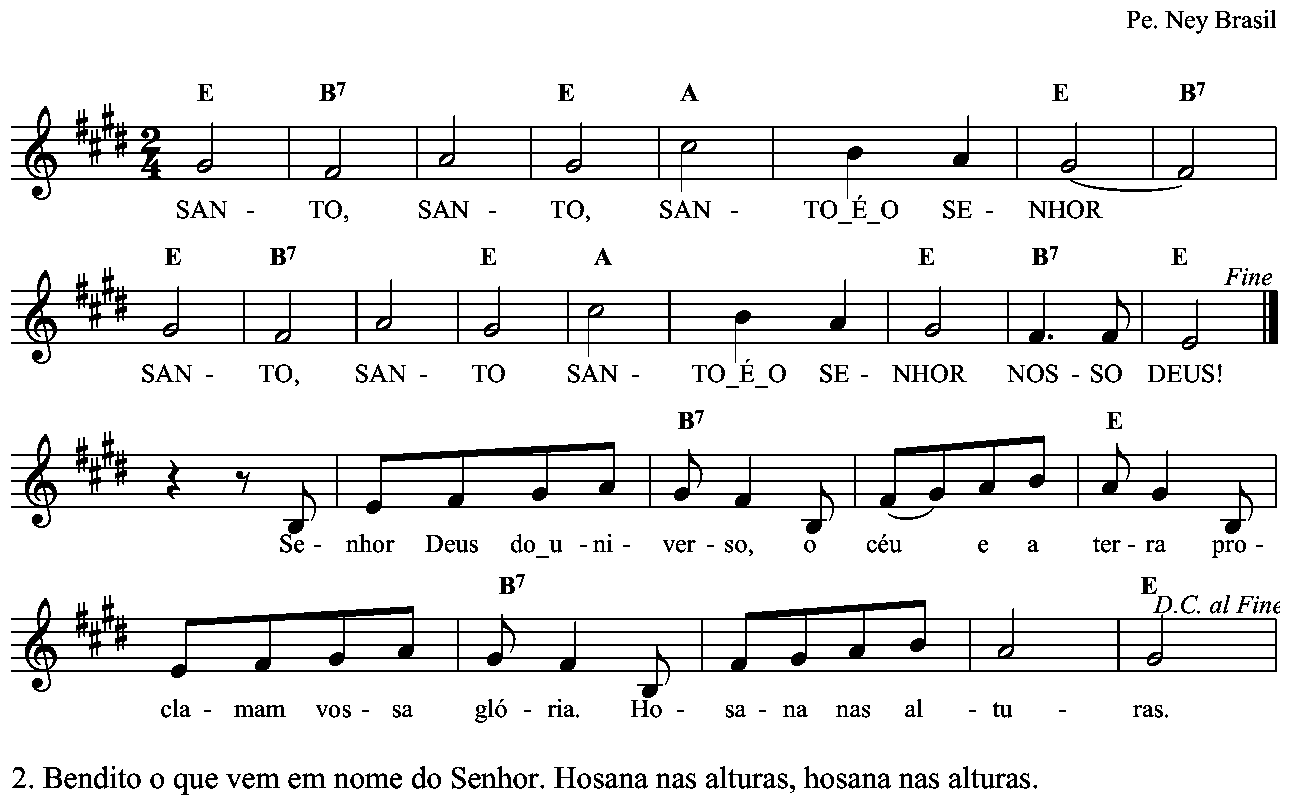 Pe. Ney Brasil
E B7 E A E B7
2 4
SAN - TO, SAN - TO, SAN - TO_É_O SE - NHOR
E B7 E A E B7 E Fine
SAN - TO, SAN - TO SAN - TO_É_O SE - NHOR NOS - SO DEUS!
B7 E
Se - nhor Deus do_u - ni - ver - so, o céu e a ter - ra pro -
B7 E
D.C. al Fine
cla - mam vos - sa gló - ria. Ho - sa - na nas al - tu - ras.
2. Bendito o que vem em nome do Senhor. Hosana nas alturas, hosana nas alturas.